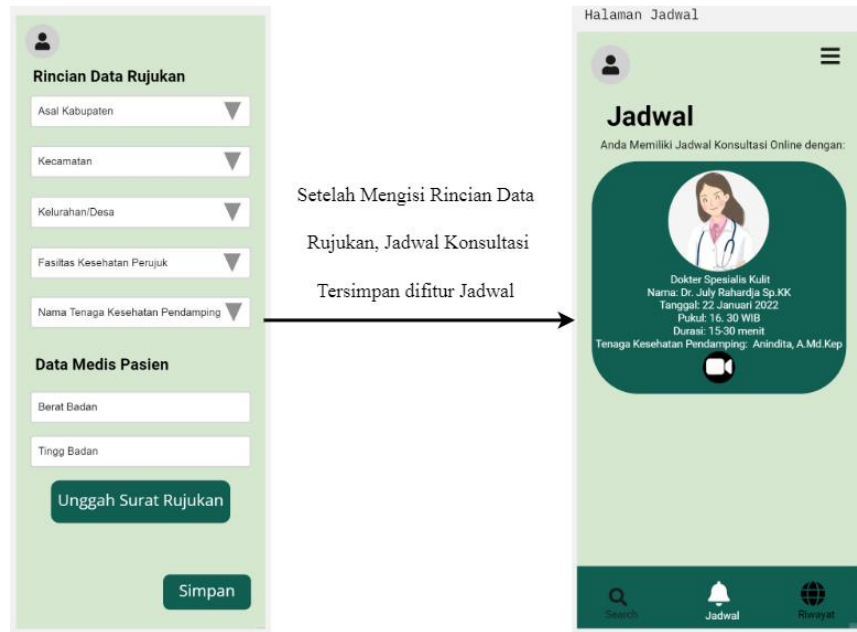 Rincian Data Rujukan
Asal Kabupaten
Kecamatan
Kelurahan/Desa
Fasiltas Kesehatan Perujuk
Nama Tenaga Kesehatan Pendamping
Data Medis Pasien
Berat Badan
Tingg Badan
Unggah Surat Rujukan
Simpan
Setelah Mengisi Rincian Data
Rujukan, Jadwal Konsultasi
Tersimpan difitur Jadwal
Halaman Jadwal
Jadwal
Anda Memiliki Jadwal Konsultasi Online dengan:
Dokter Spesialis Kulit
Nama: Dr. July Rahardja Sp.KK
Tanggal: 22 Januari 2022
Pukul: 16. 30 WIB
Durasi: 15-30 menit
Tenaga Kesehatan Pendamping: Anindita, A.Md.Kep
Search
Jadwal
Riwayat